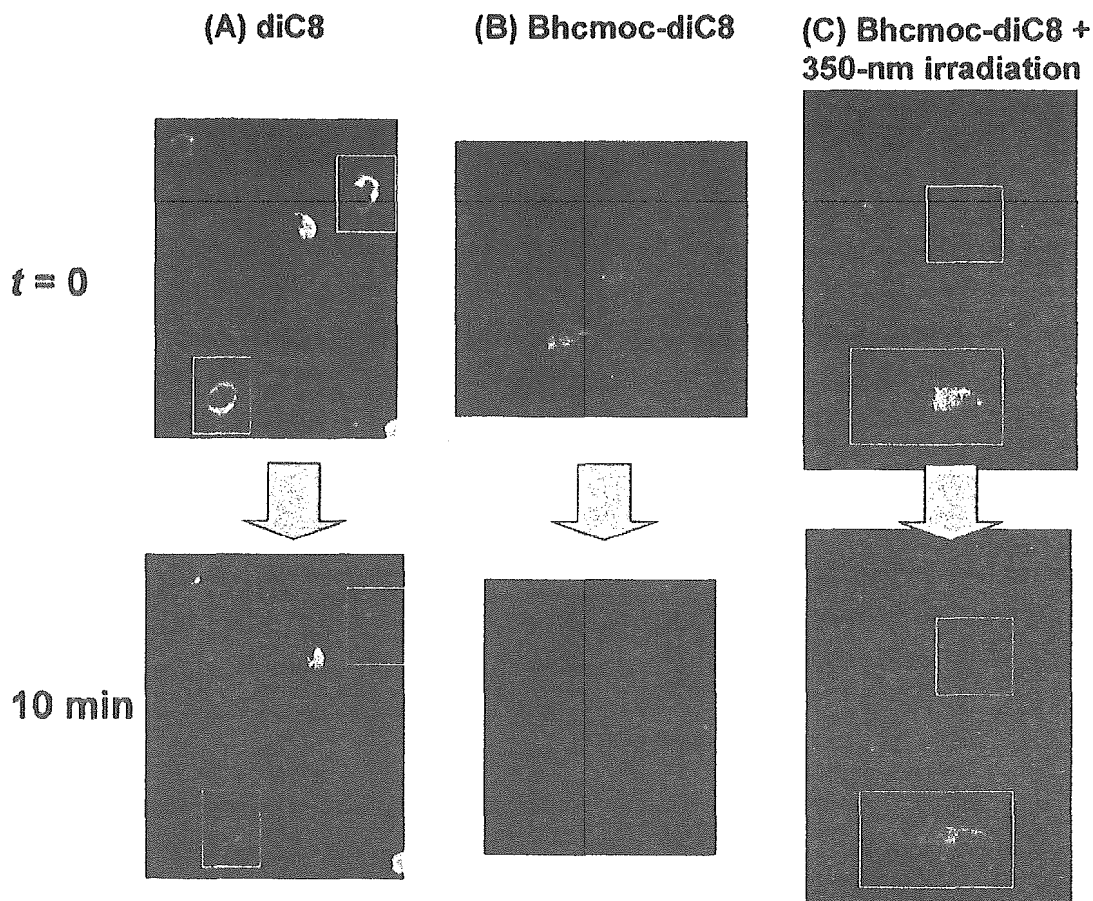 (A) diC8
(B) Bhcmoc-diC8
(C) Bhcmoc-diC8 +
350-nm irradiation
t = 0
10 min